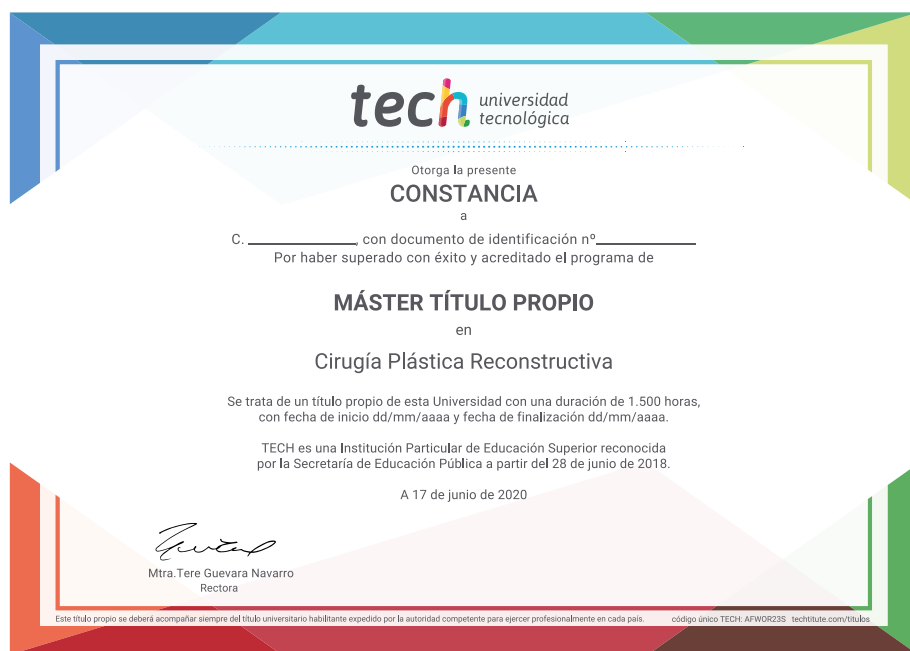 tech universidad
tecnológica
Otorga la presente
CONSTANCIA
a
C. ____________, con documento de identificación nº____________
Por haber superado con éxito y acreditado el programa de
MÁSTER TÍTULO PROPIO
en
Cirugía Plástica Reconstructiva
Se trata de un título propio de esta Universidad con una duración de 1.500 horas,
con fecha de inicio dd/mm/aaaa y fecha de finalización dd/mm/aaaa.
TECH es una Institución Particular de Educación Superior reconocida
por la Secretaría de Educación Pública a partir del 28 de junio de 2018.
A 17 de junio de 2020
Mtra.Tere Guevara Navarro
Rectora
Este título propio se deberá acompañar siempre del título universitario habilitante expedido por la autoridad competente para ejercer profesionalmente en cada país. código único TECH: AFWOR23S techtitute.com/titulos